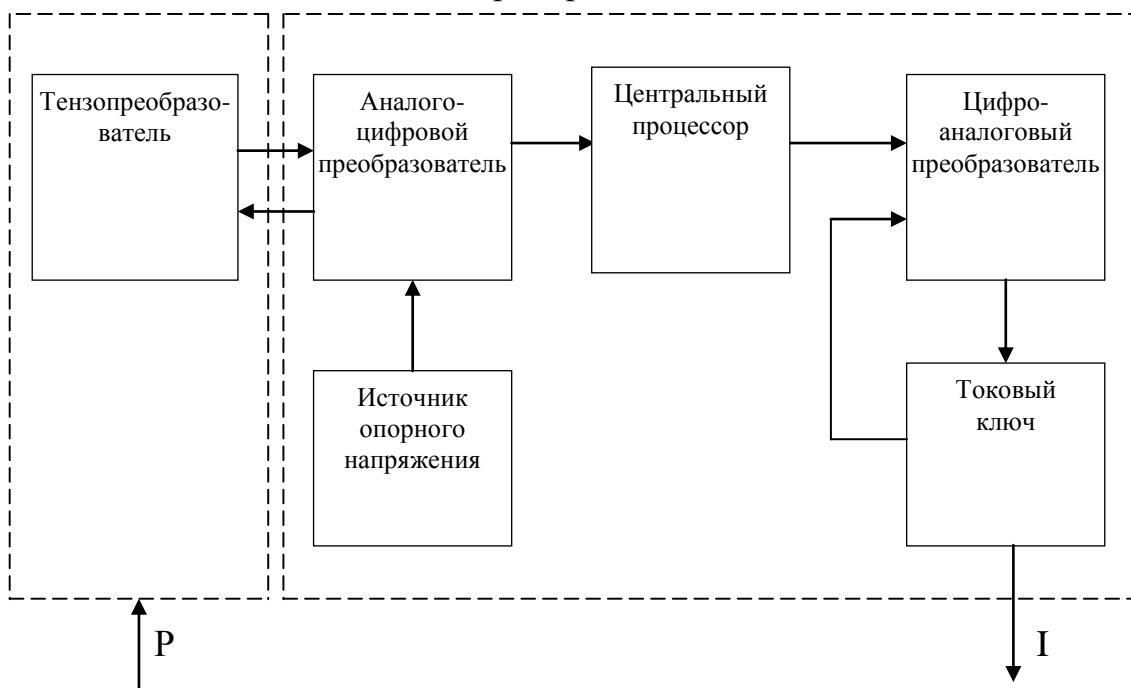 Тензопреобразо-
ватель
Аналого-
цифровой
преобразователь
Центральный
процессор
Цифро-
аналоговый
преобразователь
Источник
опорного
напряжения
Токовый
ключ
P
I